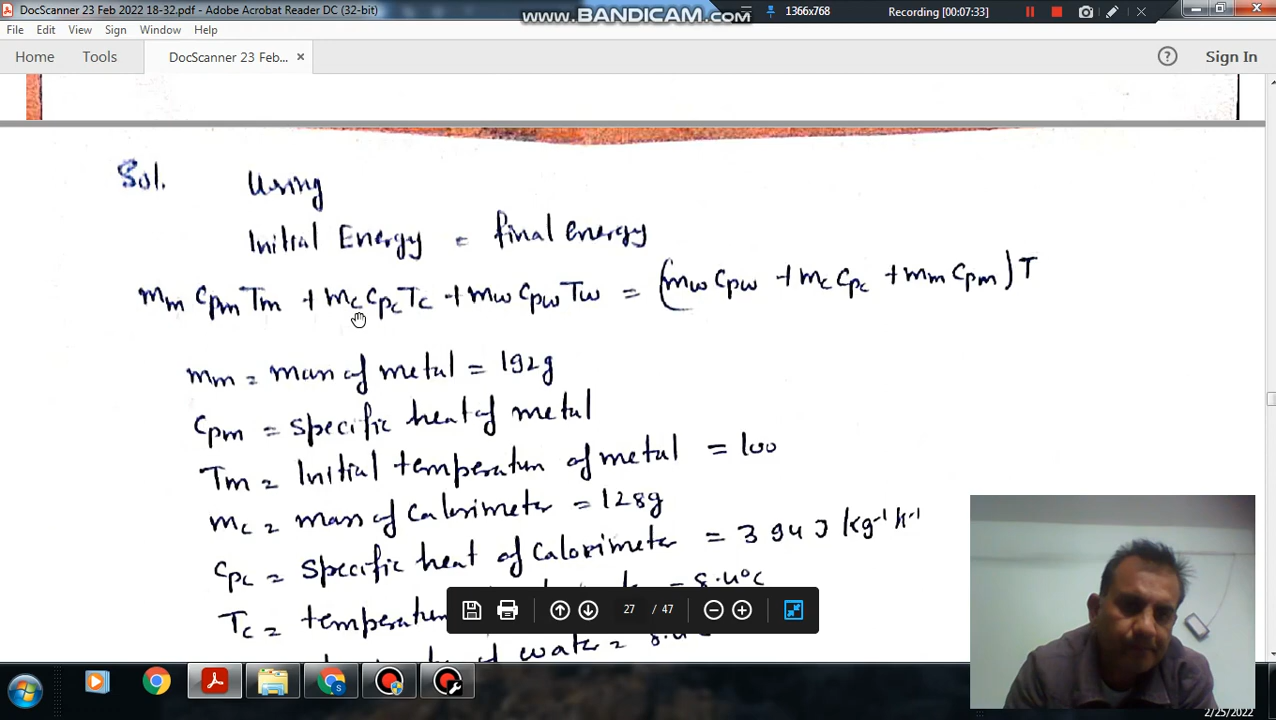 DocScanner 23 Feb 2022 18-32.pdf - Adobe Acrobat Reader DC (32-bit)
www.BANDICAM.com
1366x768
Recording [00:07:33]
File Edit View Sign Window Help
Home Tools DocScanner 23 Feb... × Sign In
Sol. Using
Initial Energy = final energy
mm Cpm Tm + mc Cpc Tc + mw Cpw Tw = (mw Cpw + mc Cpc + mm Cpm) T
mm = mass of metal = 192g
Cpm = specific heat of metal
Tm = Initial temperature of metal = 100
mc = mass of Calorimeter = 128g
Cpc = specific heat of Calorimeter = 394 J kg-1 k-1
= 8.4°C
Tc = temperature
of water =
27 / 47
2/25/2022